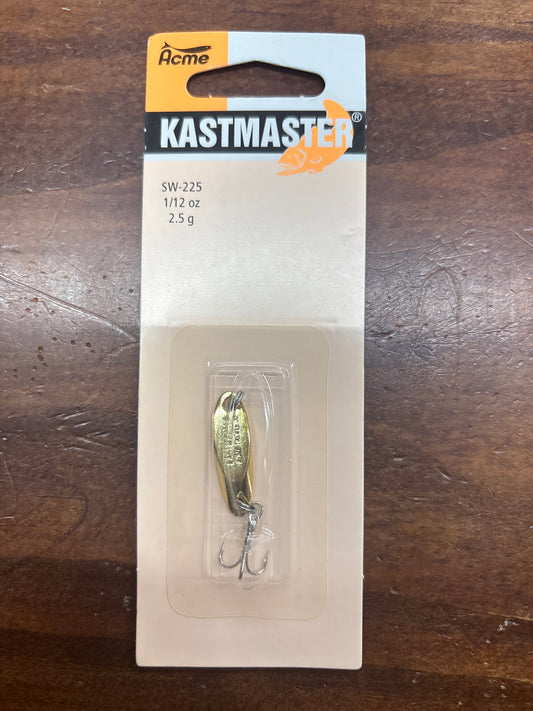 Acme
KASTMASTER®
SW-225
1/12 oz
2.5 g